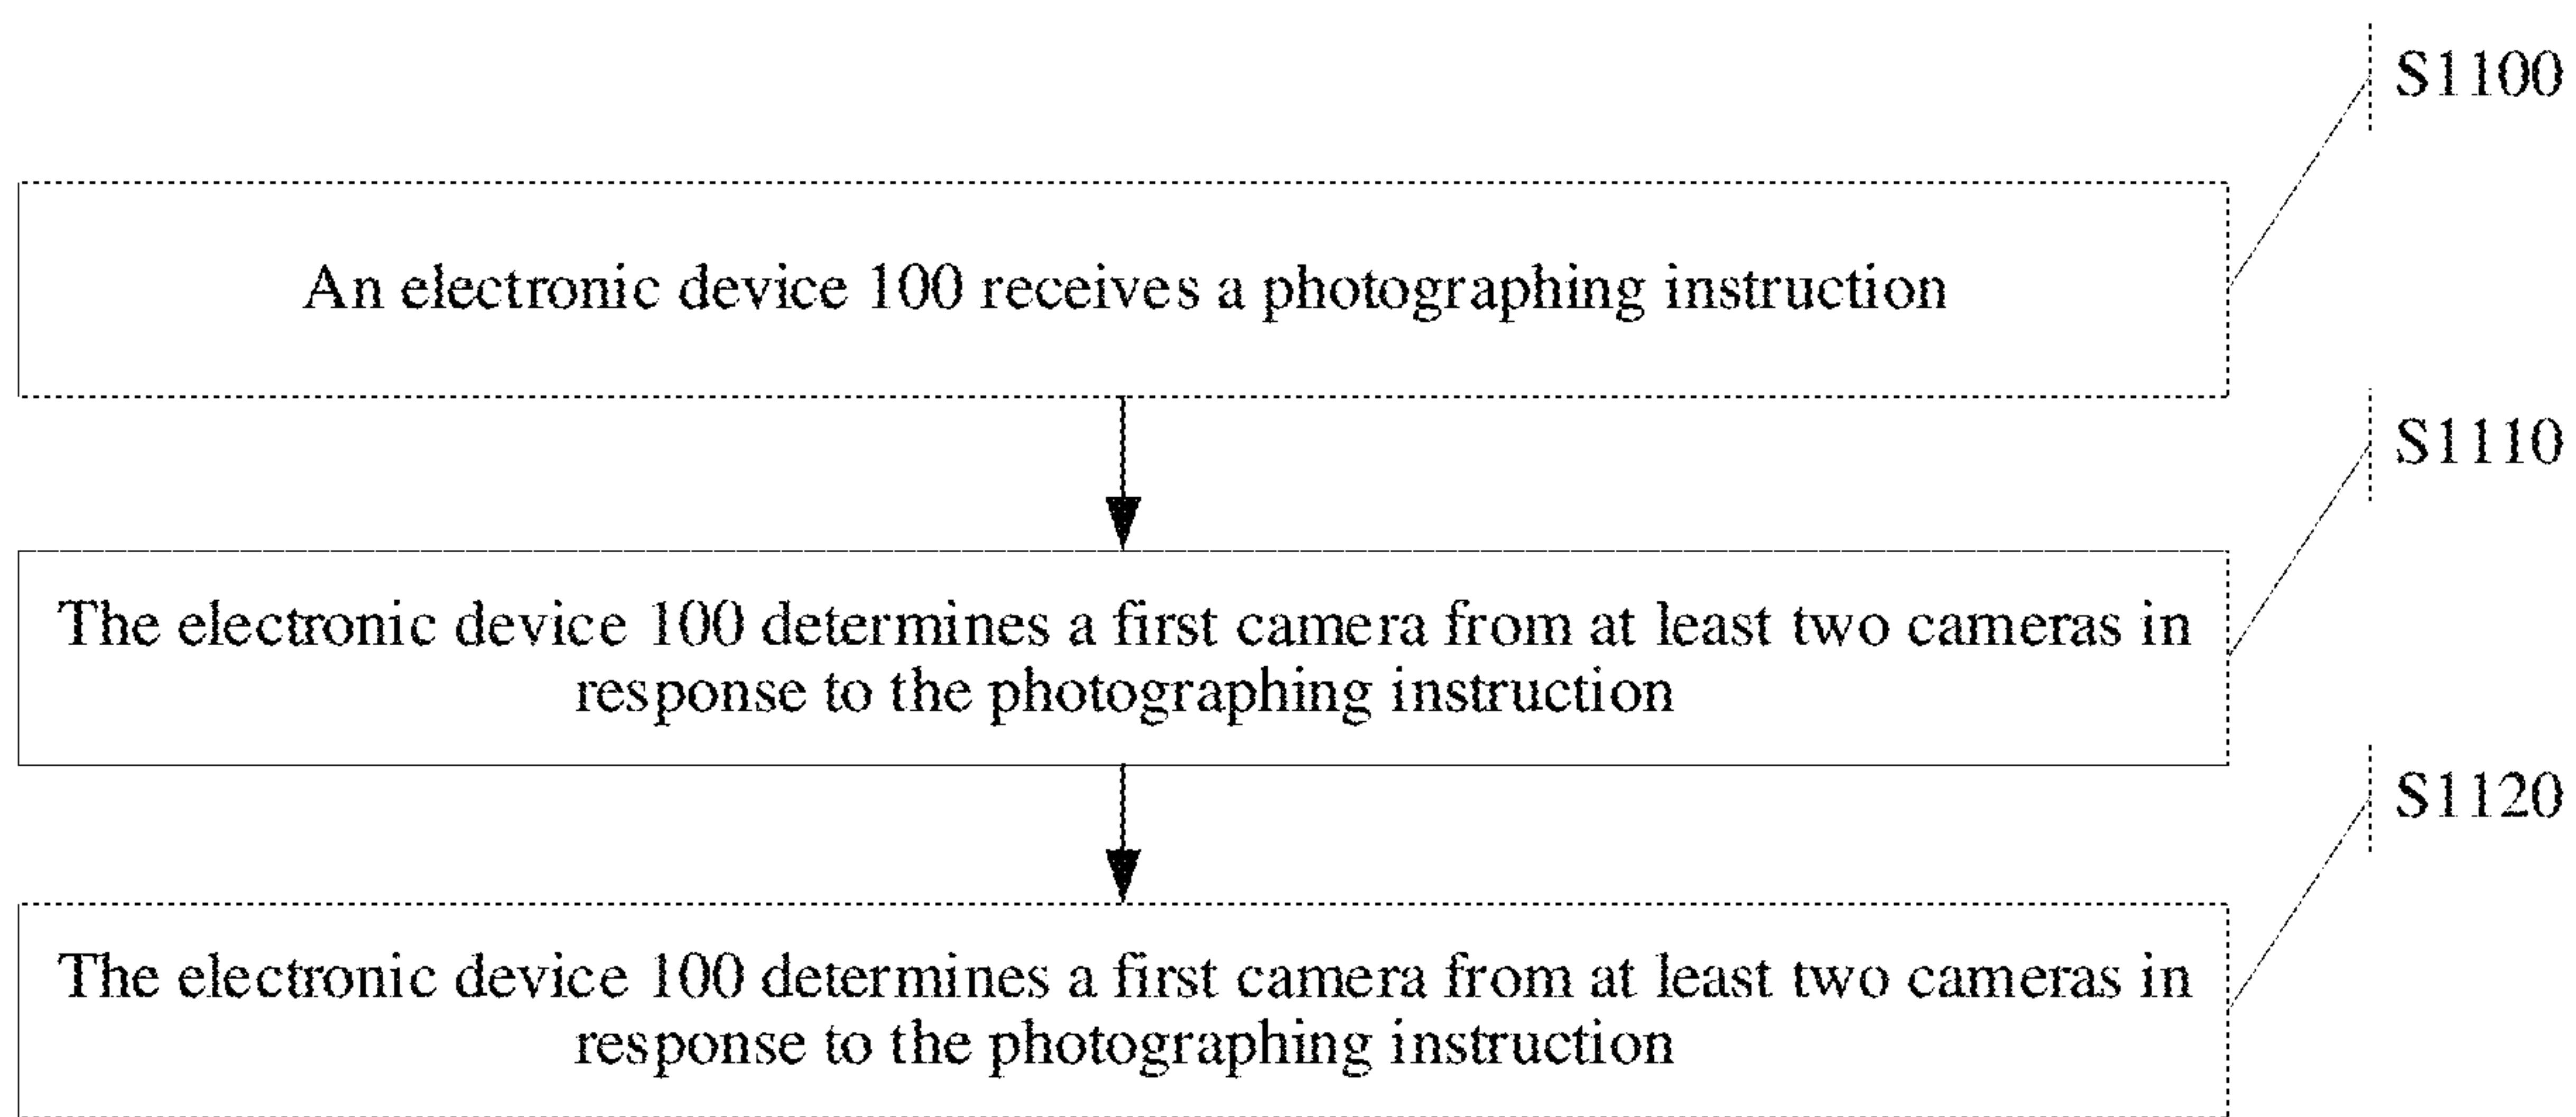 S1100
An electronic device 100 receives a photographing instruction
S1110
The electronic device 100 determines a first camera from at least two cameras in
response to the photographing instruction
S1120
The electronic device 100 determines a first camera from at least two cameras in
response to the photographing instruction